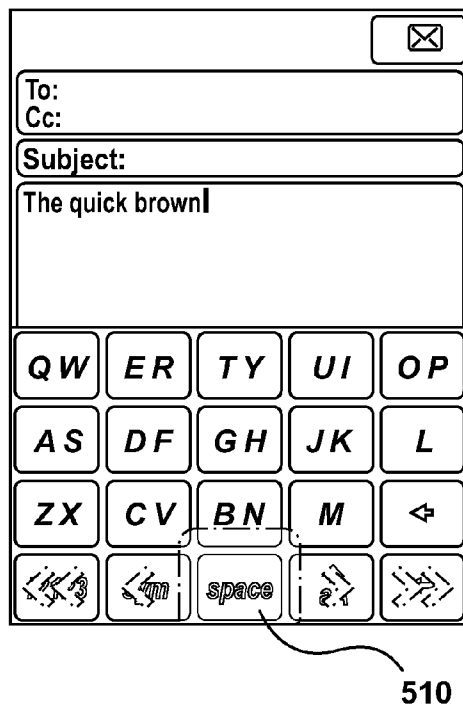 To:
Cc:
Subject:
The quick brown
QW ER TY UI OP
AS DF GH JK L
ZX CV BN M
space
510